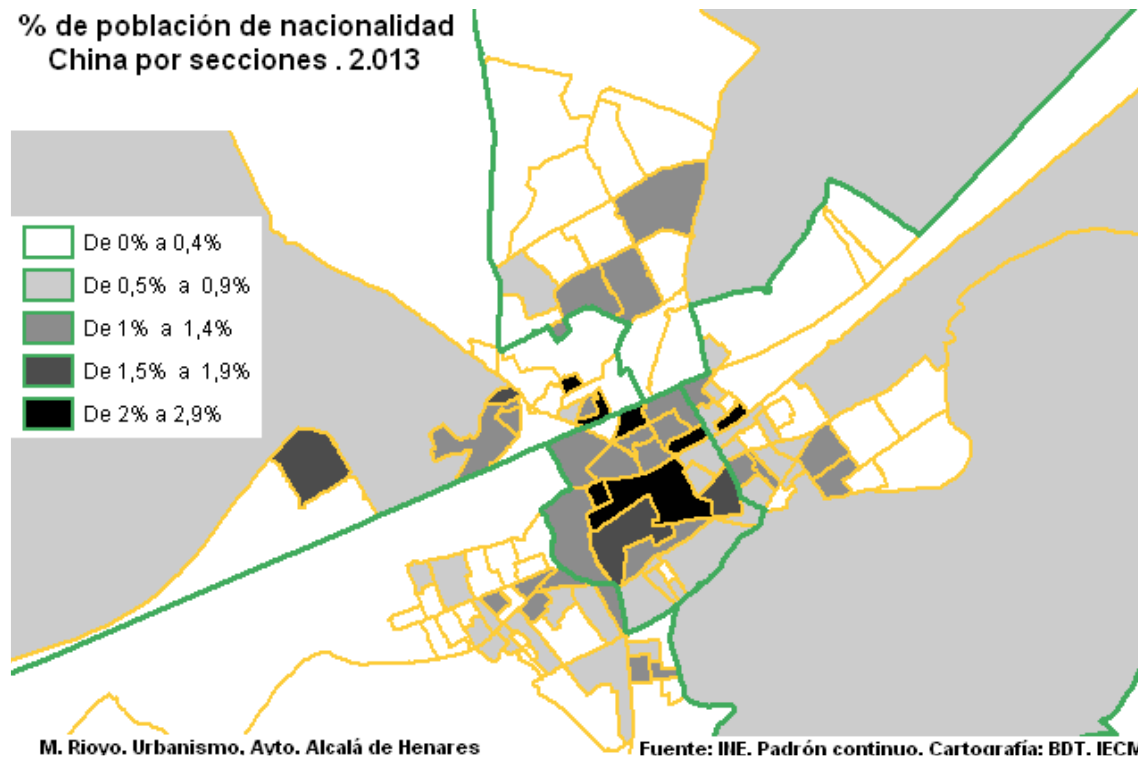 % de población de nacionalidad
China por secciones . 2.013
De 0% a 0,4%
De 0,5% a 0,9%
De 1% a 1,4%
De 1,5% a 1,9%
De 2% a 2,9%
M. Rioyo. Urbanismo. Ayto. Alcalá de Henares
Fuente: INE. Padrón continuo. Cartografía: BDT. IECM